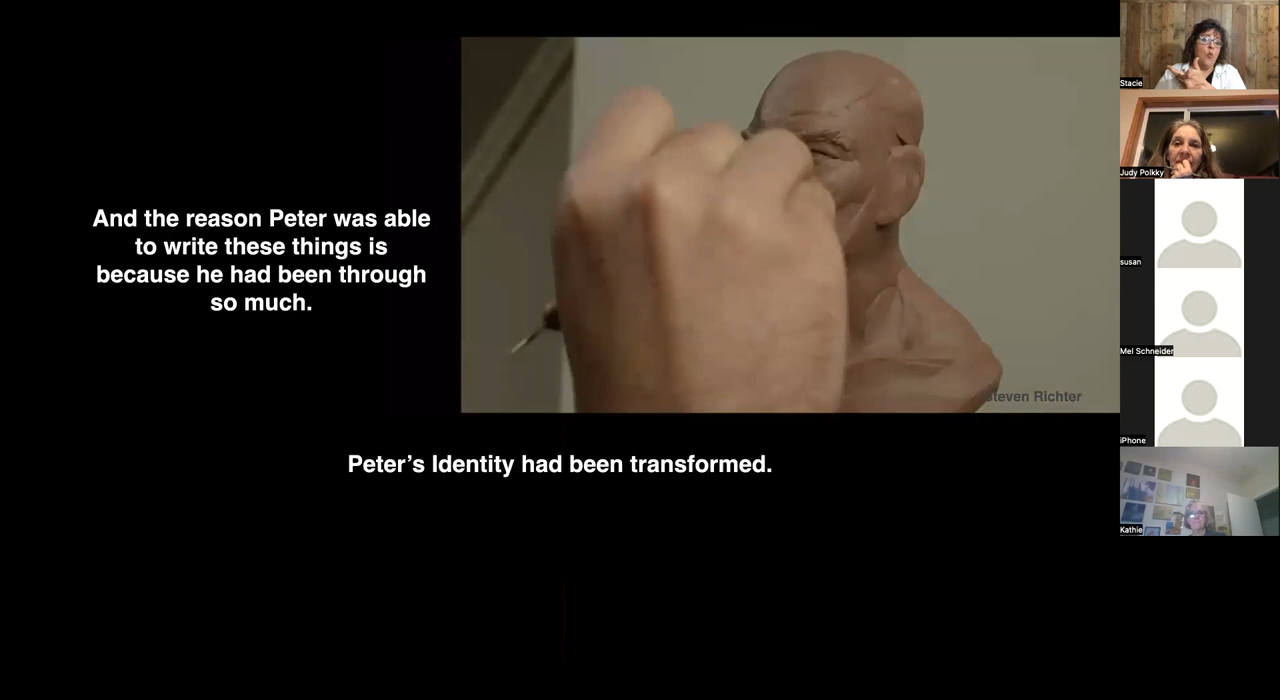 And the reason Peter was able
to write these things is
because he had been through
so much.
Steven Richter
Peter’s Identity had been transformed.
Stacie
Judy Polkky
susan
Mel Schneider
iPhone
Kathie